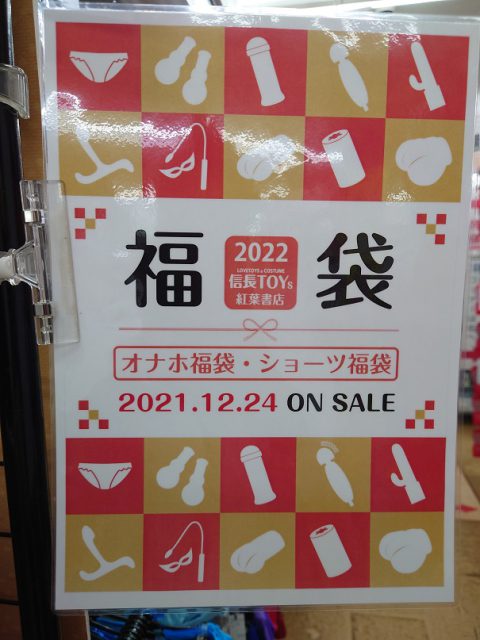 福袋
2022
LOVETOYS & COSTUME
信長TOYs
紅葉書店
オナホ福袋・ショーツ福袋
2021.12.24 ON SALE